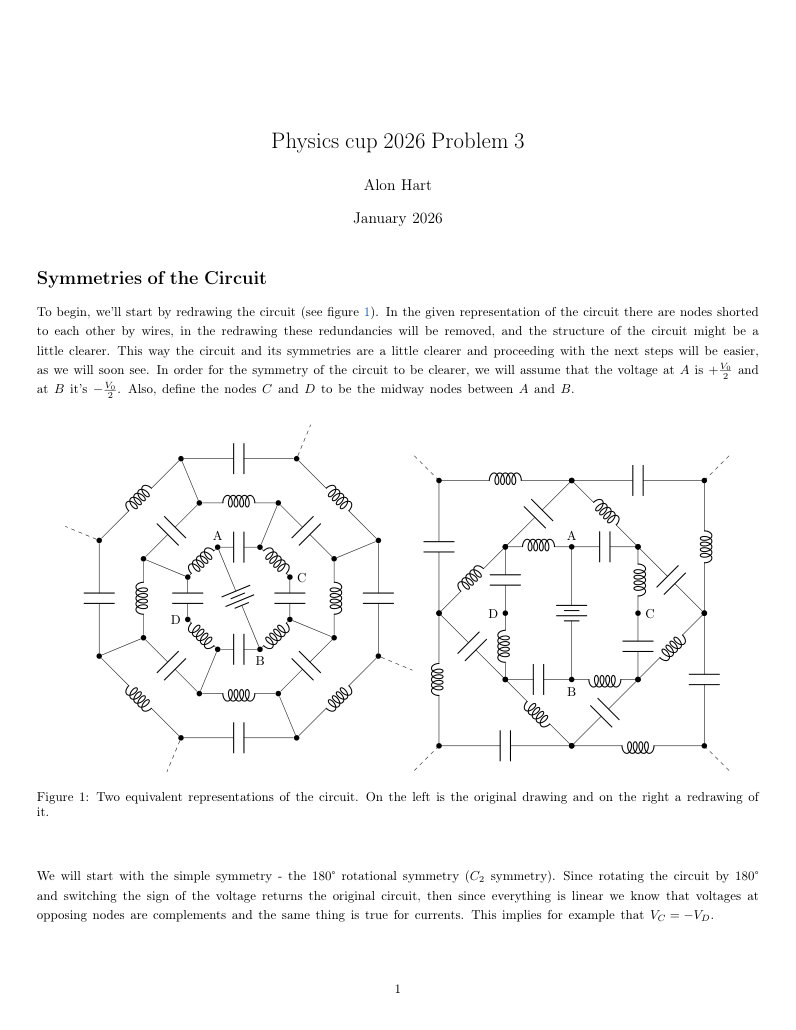 Physics cup 2026 Problem 3
Alon Hart
January 2026
Symmetries of the Circuit
To begin, we'll start by redrawing the circuit (see figure 1). In the given representation of the circuit there are nodes shorted
to each other by wires, in the redrawing these redundancies will be removed, and the structure of the circuit might be a
little clearer. This way the circuit and its symmetries are a little clearer and proceeding with the next steps will be easier,
as we will soon see. In order for the symmetry of the circuit to be clearer, we will assume that the voltage at A is +V₀/2 and
at B it's −V₀/2. Also, define the nodes C and D to be the midway nodes between A and B.
A
C
D
B
A
D
C
B
Figure 1: Two equivalent representations of the circuit. On the left is the original drawing and on the right a redrawing of
it.
We will start with the simple symmetry - the 180° rotational symmetry (C₂ symmetry). Since rotating the circuit by 180°
and switching the sign of the voltage returns the original circuit, then since everything is linear we know that voltages at
opposing nodes are complements and the same thing is true for currents. This implies for example that V_C = −V_D.
1